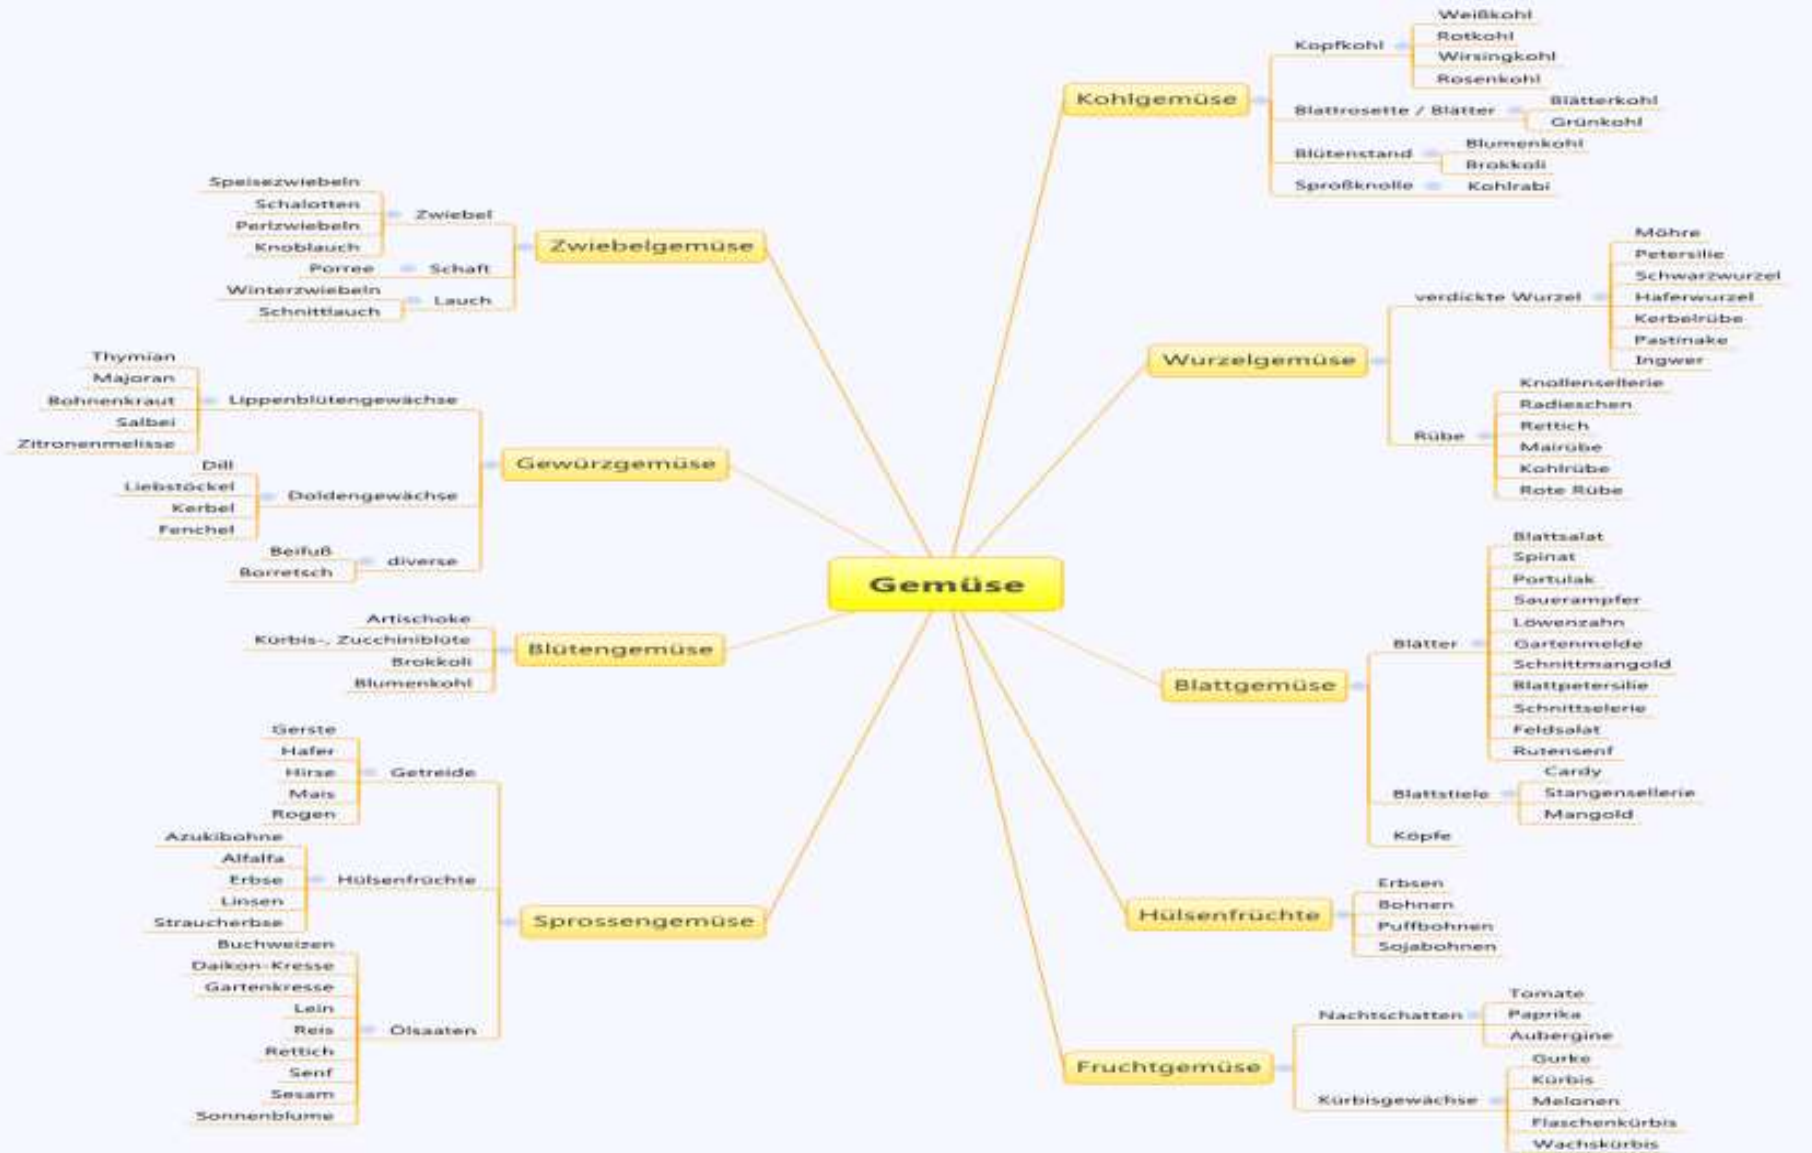 Gemüse
Kohlgemüse
Kopfkohl
Weißkohl
Rotkohl
Wirsingkohl
Rosenkohl
Blattrosette / Blätter
Blätterkohl
Grünkohl
Blütenstand
Blumenkohl
Brokkoli
Sproßknolle
Kohlrabi
Wurzelgemüse
verdickte Wurzel
Möhre
Petersilie
Schwarzwurzel
Haferwurzel
Kerbelrübe
Pastinake
Ingwer
Rübe
Knollensellerie
Radieschen
Rettich
Mairübe
Kohlrübe
Rote Rübe
Blattgemüse
Blätter
Blattsalat
Spinat
Portulak
Sauerampfer
Löwenzahn
Gartenmelde
Schnittmangold
Blattpetersilie
Schnittselerie
Feldsalat
Rutensenf
Blattstiele
Cardy
Stangensellerie
Mangold
Köpfe
Hülsenfrüchte
Erbsen
Bohnen
Puffbohnen
Sojabohnen
Fruchtgemüse
Nachtschatten
Tomate
Paprika
Aubergine
Kürbisgewächse
Gurke
Kürbis
Melonen
Flaschenkürbis
Wachskürbis
Zwiebelgemüse
Zwiebel
Speisezwiebeln
Schalotten
Perlzwiebeln
Knoblauch
Schaft
Porree
Lauch
Winterzwiebeln
Schnittlauch
Gewürzgemüse
Lippenblütengewächse
Thymian
Majoran
Bohnenkraut
Salbei
Zitronenmelisse
Doldengewächse
Dill
Liebstöckel
Kerbel
Fenchel
diverse
Beifuß
Borretsch
Blütengemüse
Artischoke
Kürbis-, Zucchiniblüte
Brokkoli
Blumenkohl
Sprossengemüse
Getreide
Gerste
Hafer
Hirse
Mais
Rogen
Hülsenfrüchte
Azukibohne
Alfalfa
Erbse
Linsen
Straucherbse
Ölsaaten
Buchweizen
Daikon-Kresse
Gartenkresse
Lein
Reis
Rettich
Senf
Sesam
Sonnenblume